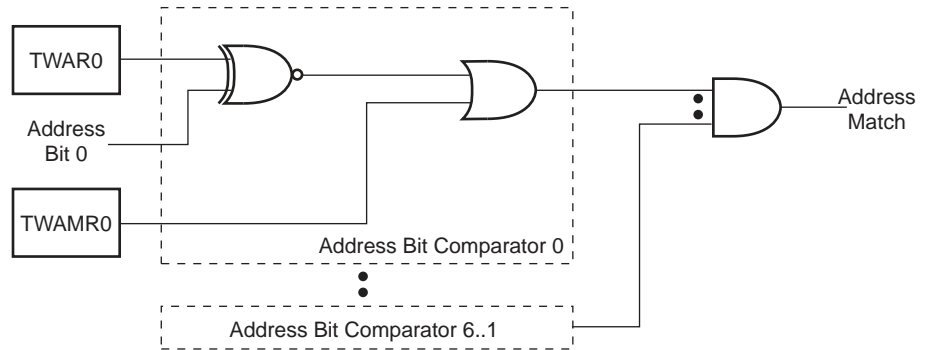 TWAR0
Address
Bit 0
TWAMR0
Address Bit Comparator 0
Address Bit Comparator 6..1
Address
Match